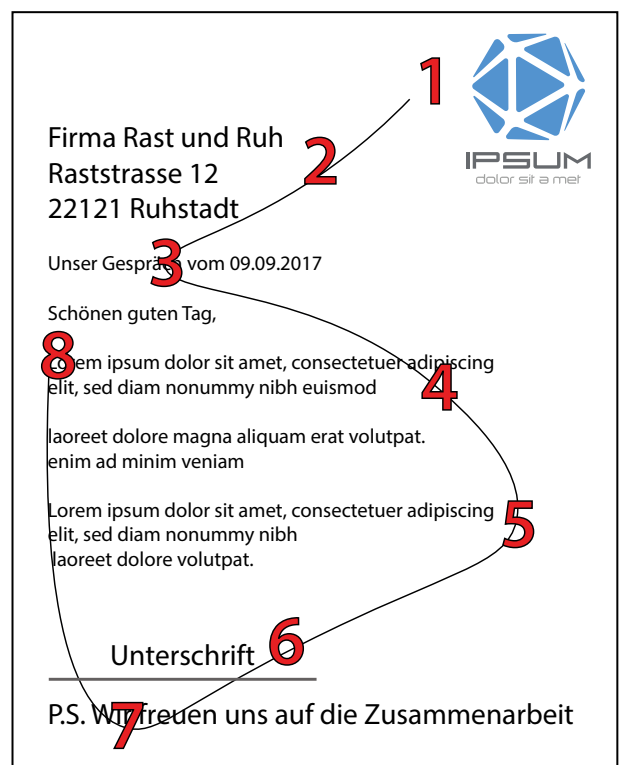 1
IPSUM
dolor sit a met
Firma Rast und Ruh
2
Raststrasse 12
22121 Ruhstadt
3
Unser Gespräch vom 09.09.2017
Schönen guten Tag,
8
Lorem ipsum dolor sit amet, consectetuer adipiscing
elit, sed diam nonummy nibh euismod
4
laoreet dolore magna aliquam erat volutpat.
enim ad minim veniam
Lorem ipsum dolor sit amet, consectetuer adipiscing
5
elit, sed diam nonummy nibh
laoreet dolore volutpat.
Unterschrift
6
P.S. Wir freuen uns auf die Zusammenarbeit
7